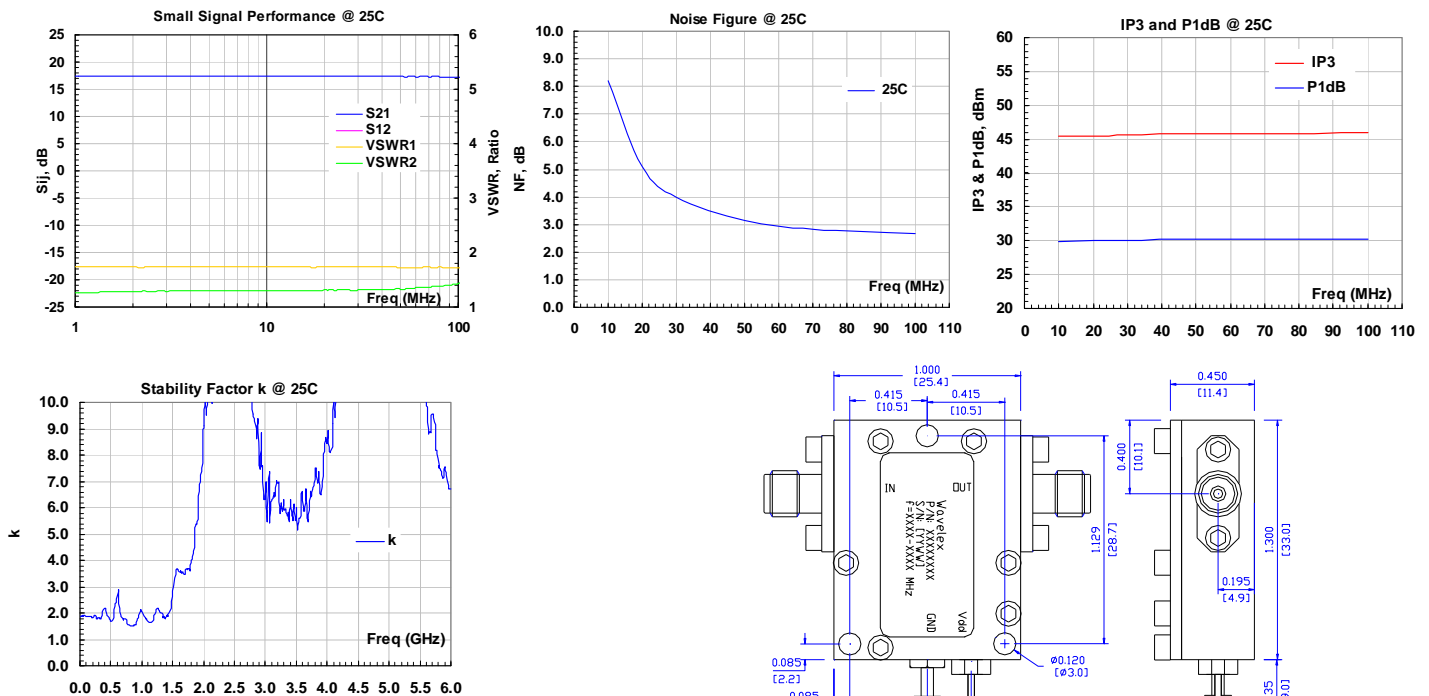 Small Signal Performance @ 25C
25
20
15
10
5
0
-5
-10
-15
-20
-25
Sij, dB
6
5
4
3
2
1
VSWR, Ratio
S21
S12
VSWR1
VSWR2
Freq (MHz)
1 10 100
Noise Figure @ 25C
10.0
9.0
8.0
7.0
6.0
5.0
4.0
3.0
2.0
1.0
0.0
NF, dB
25C
Freq (MHz)
0 10 20 30 40 50 60 70 80 90 100 110
IP3 and P1dB @ 25C
60
55
50
45
40
35
30
25
20
IP3 & P1dB, dBm
IP3
P1dB
Freq (MHz)
0 10 20 30 40 50 60 70 80 90 100 110
Stability Factor k @ 25C
10.0
9.0
8.0
7.0
6.0
5.0
4.0
3.0
2.0
1.0
0.0
k
k
Freq (GHz)
0.0 0.5 1.0 1.5 2.0 2.5 3.0 3.5 4.0 4.5 5.0 5.5 6.0
1.000
[25.4]
0.415
[10.5]
0.415
[10.5]
IN
OUT
Wavelex
P/N: XXXXXXXX
S/N: [YYWW]
F=XXXX-XXXX MHz
GND
Vdd
1.129
[28.7]
0.085
[2.2]
0.085
Ø0.120
[Ø3.0]
0.450
[11.4]
0.400
[10.1]
1.300
[33.0]
0.195
[4.9]